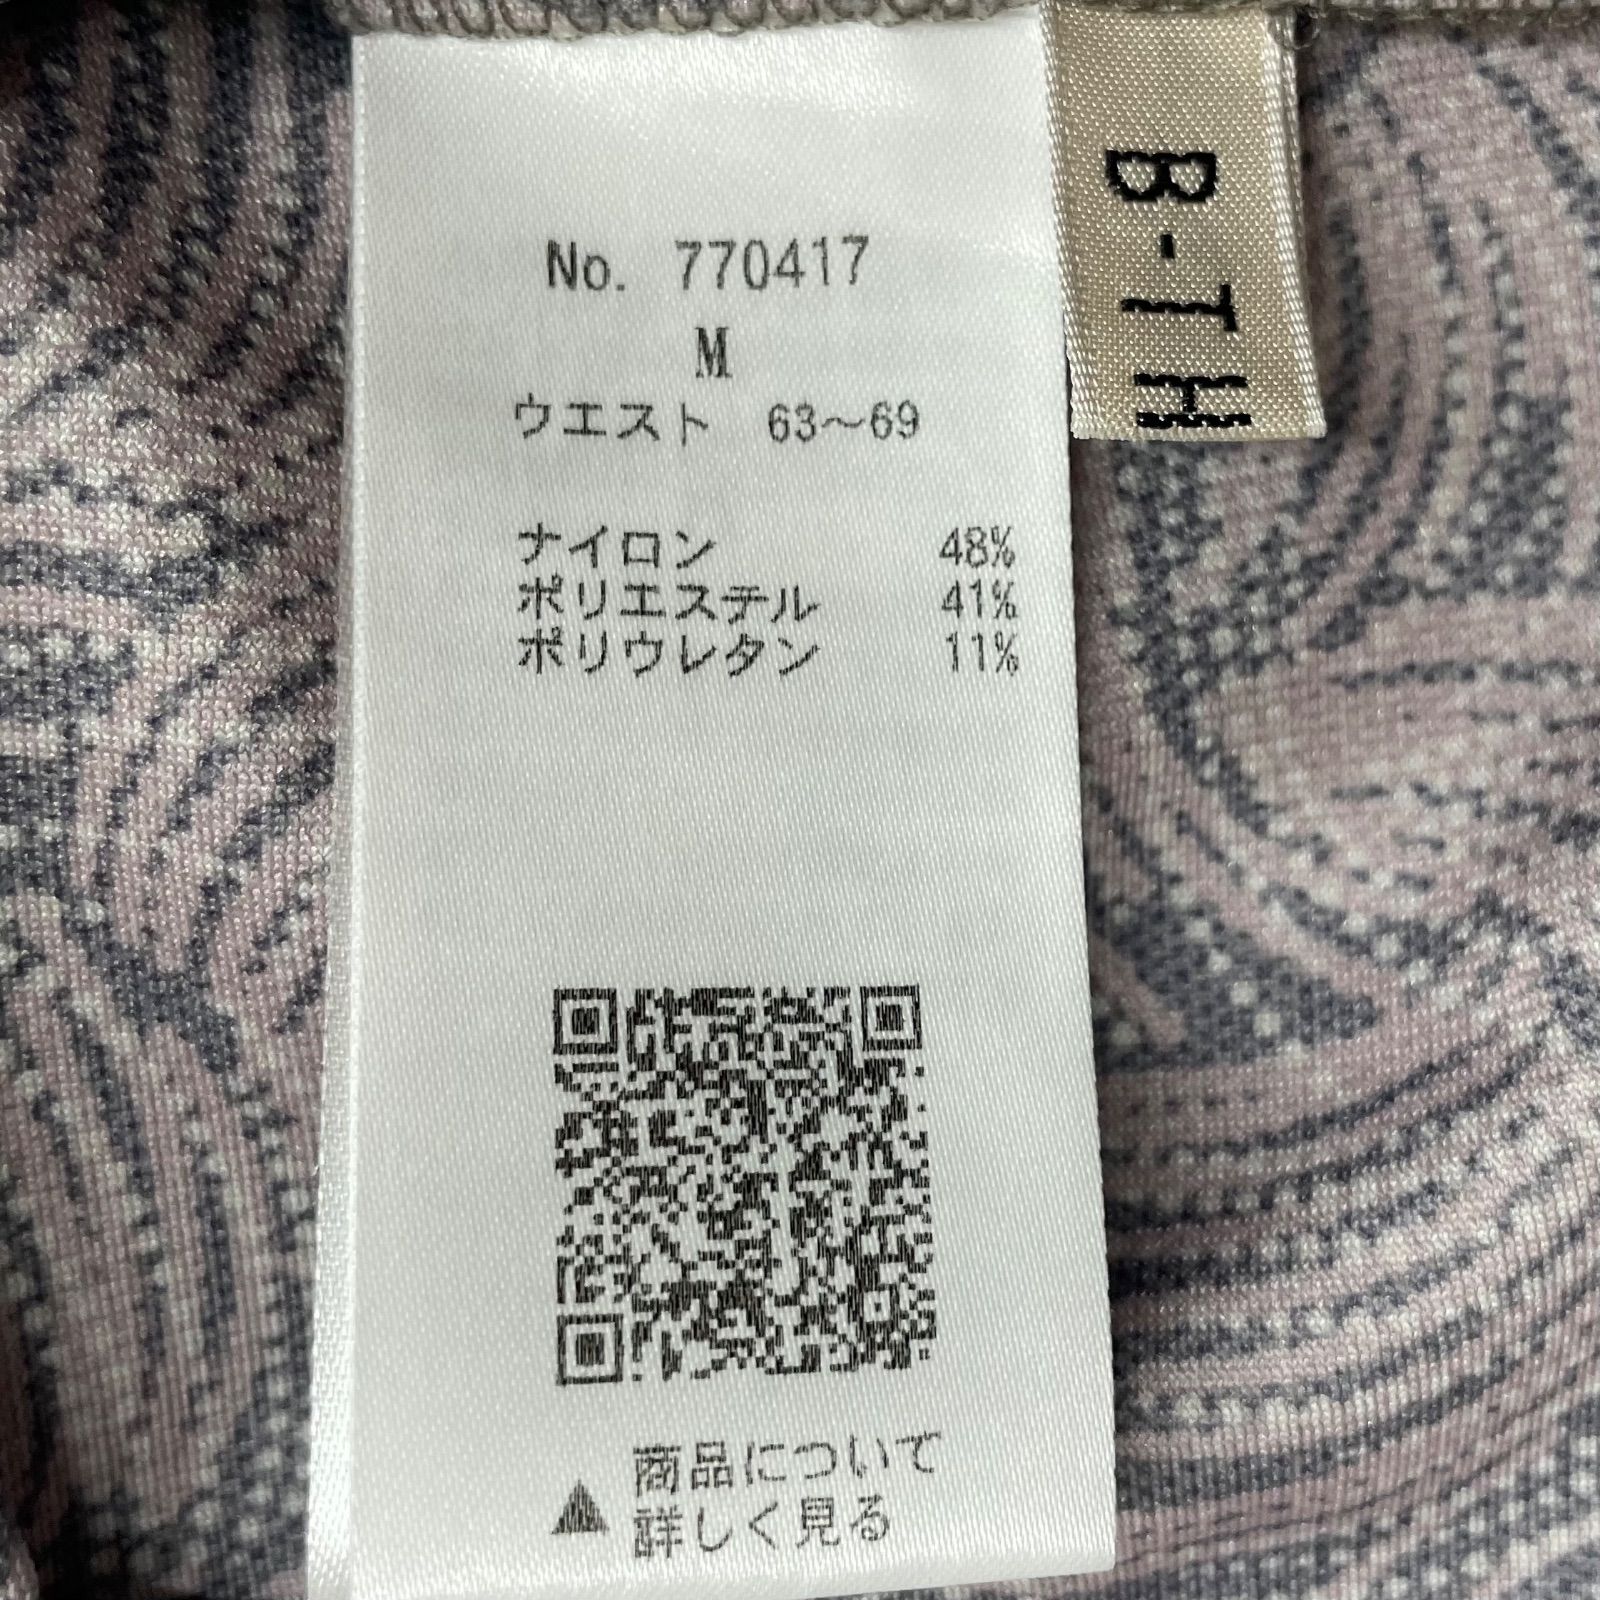 No. 770417
M
ウエスト 63～69
ナイロン 48%
ポリエステル 41%
ポリウレタン 11%
▲ 商品について
詳しく見る
B-TH